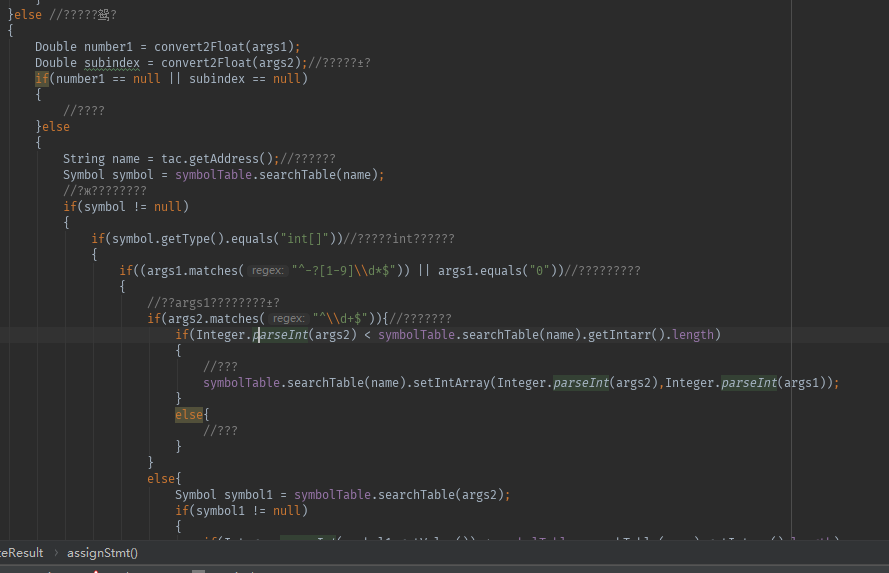 }else //?????鸳?
{
Double number1 = convert2Float(args1);
Double subindex = convert2Float(args2);//?????±?
if(number1 == null || subindex == null)
{
//????
}else
{
String name = tac.getAddress();//??????
Symbol symbol = symbolTable.searchTable(name);
//?ж????????
if(symbol != null)
{
if(symbol.getType().equals("int[]"))//?????int??????
{
if((args1.matches( regex: "^-?[1-9]\\d*$")) || args1.equals("0"))//?????????
{
//??args1????????±?
if(args2.matches( regex: "^\\d+$")){//???????
if(Integer.parseInt(args2) < symbolTable.searchTable(name).getIntarr().length)
{
//???
symbolTable.searchTable(name).setIntArray(Integer.parseInt(args2),Integer.parseInt(args1));
}
else{
//???
}
}
else{
Symbol symbol1 = symbolTable.searchTable(args2);
if(symbol1 != null)
{
eResult › assignStmt()